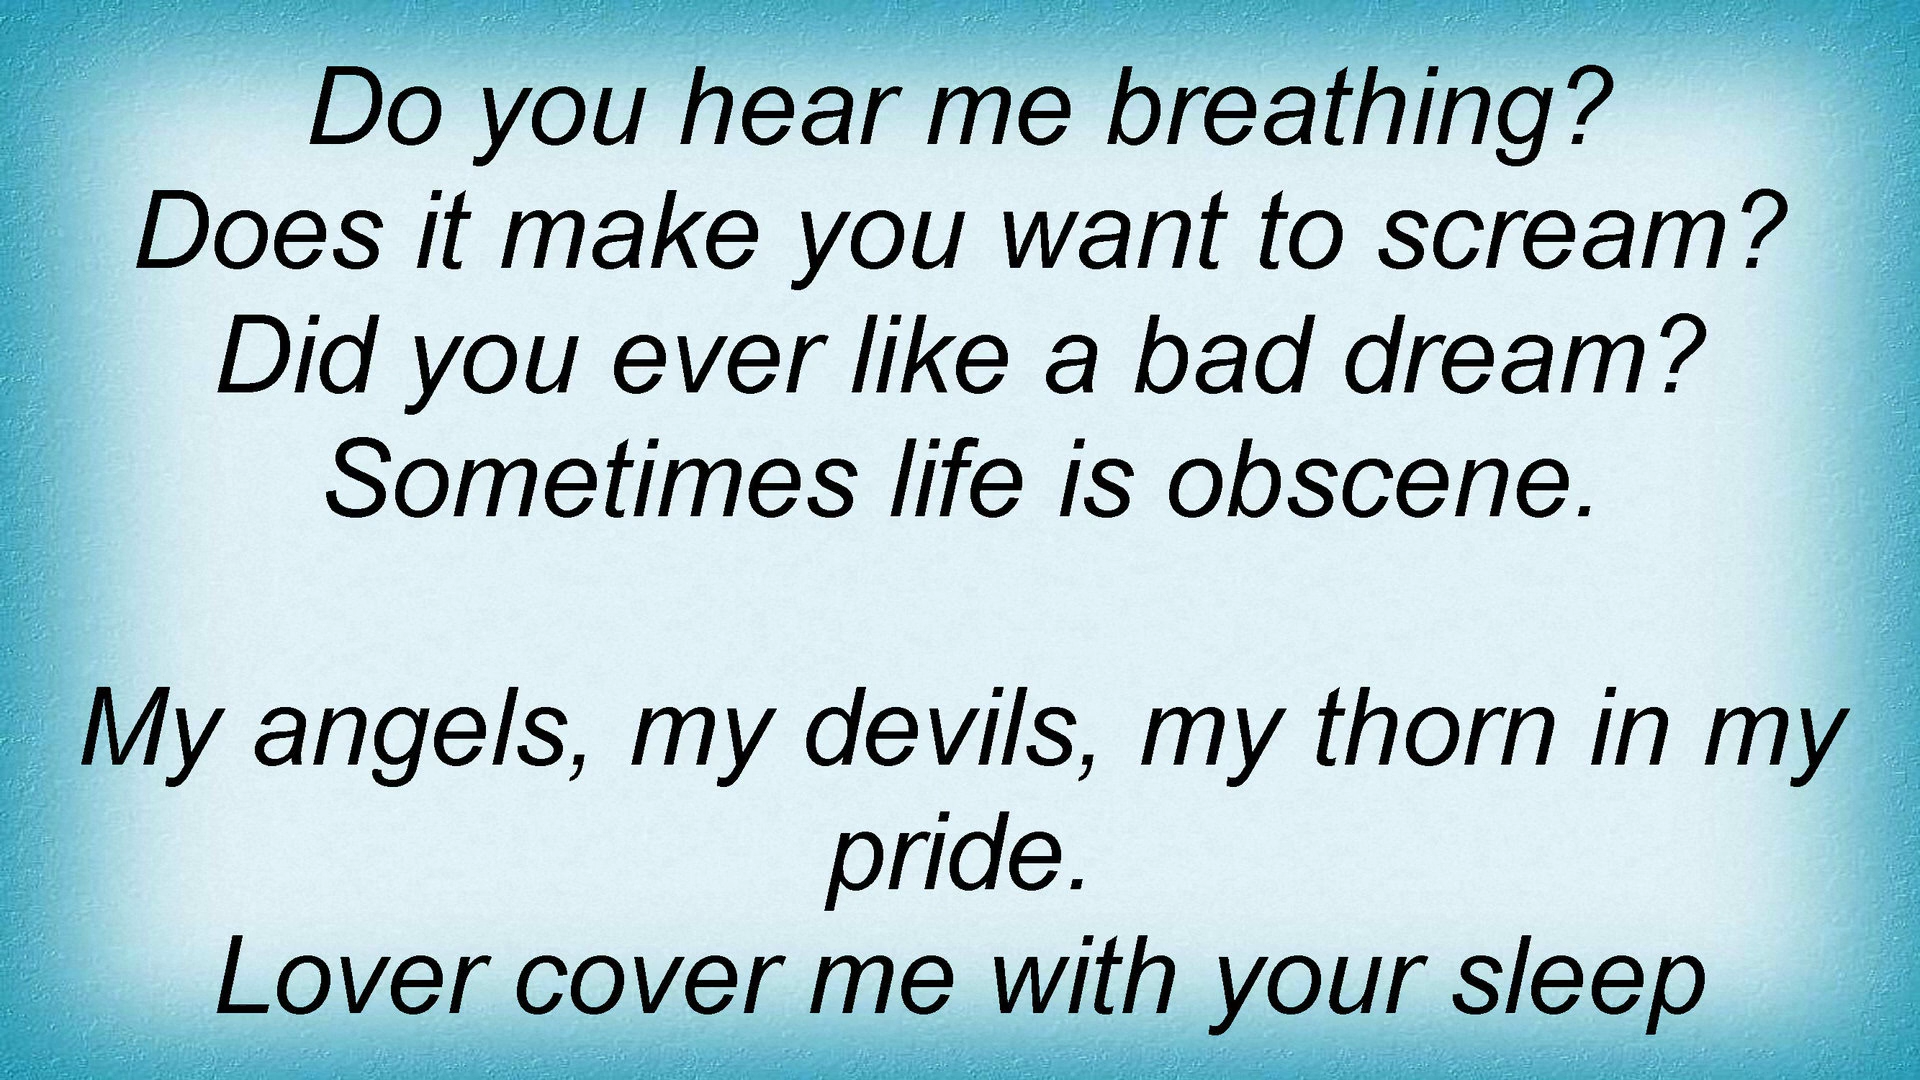 Do you hear me breathing?
Does it make you want to scream?
Did you ever like a bad dream?
Sometimes life is obscene.
My angels, my devils, my thorn in my
pride.
Lover cover me with your sleep